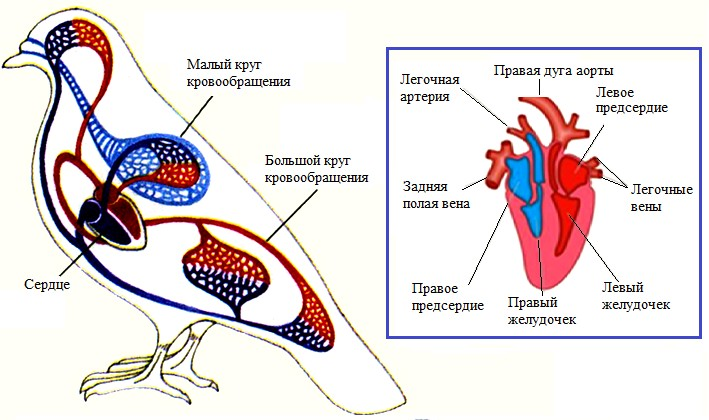 Малый круг
кровообращения
Большой круг
кровообращения
Сердце
Правая дуга аорты
Легочная
артерия
Левое
предсердие
Задняя
полая вена
Легочные
вены
Правое
предсердие
Правый
желудочек
Левый
желудочек